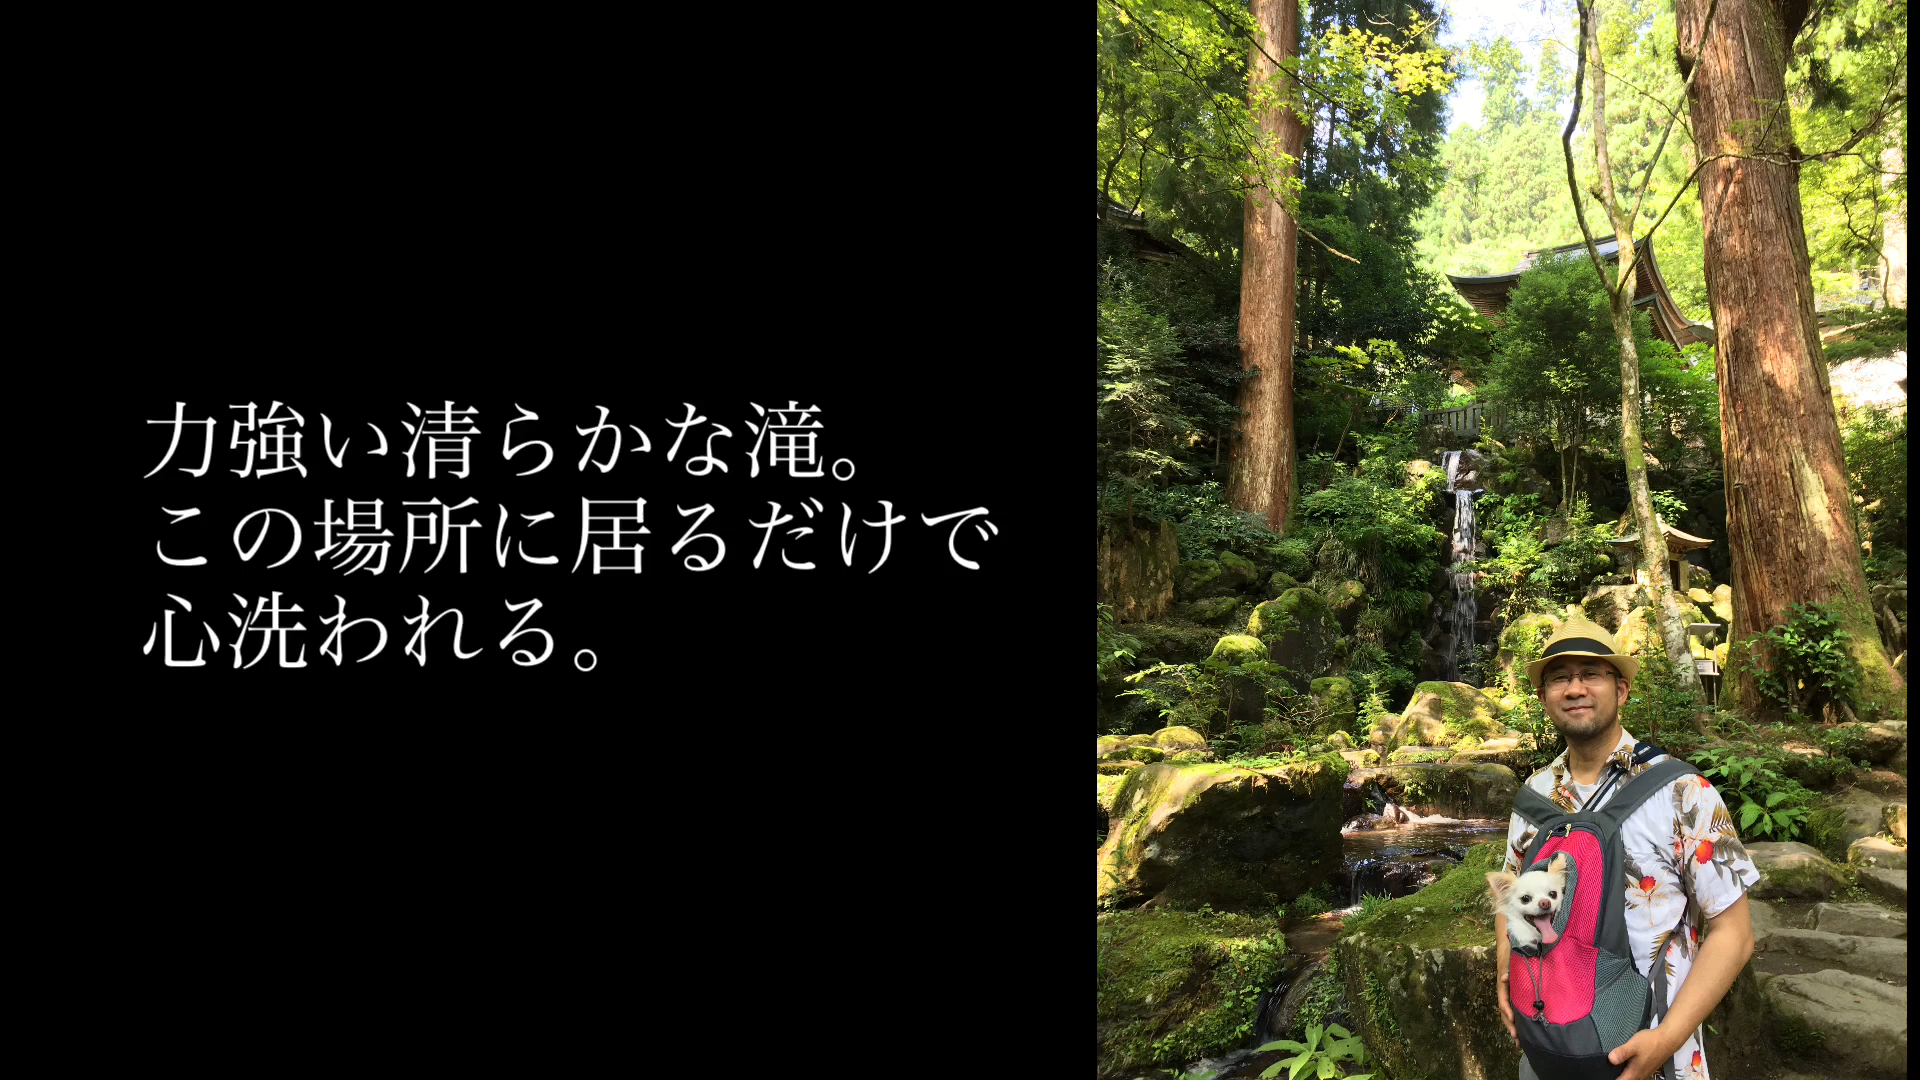 力強い清らかな滝。
この場所に居るだけで
心洗われる。